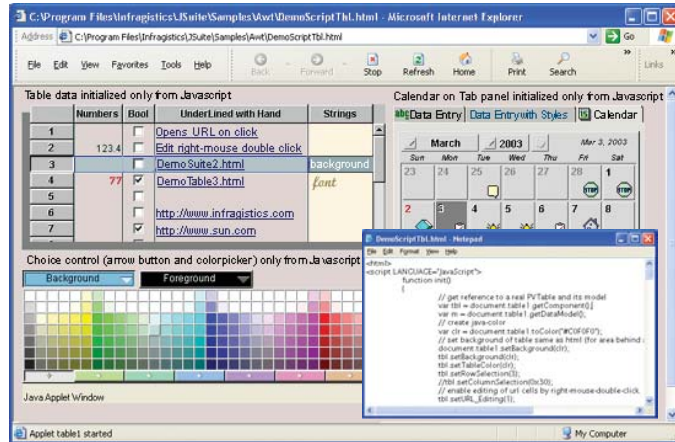 C:\Program Files\Infragistics\JSuite\Samples\Awt\DemoScriptTbl.html - Microsoft Internet Explorer
Address C:\Program Files\Infragistics\JSuite\Samples\Awt\DemoScriptTbl.html Go
File Edit View Favorites Tools Help Back Forward Stop Refresh Home Print Search Links
Table data initialized only from Javascript
Numbers Bool UnderLined with Hand Strings
1 Opens URL on click
2 123.4 Edit right-mouse double click
3 DemoSuite2.html background
4 77 DemoTable3.html font
5
6 http://www.infragistics.com
7 http://www.sun.com
Calendar on Tab panel initialized only from Javascript
abc Data Entry Data Entry with Styles 15 Calendar
March 2003 Mar 3, 2003
Sun Mon Tue Wed Thu Fri Sat
23 24 25 26 27 28 1
STOP STOP
2 3 4 5 6 7 8
Choice control (arrow button and colorpicker) only from Javascript
Background Foreground
Java Applet Window
DemoScriptTbl.html - Notepad
File Edit Format View Help
<html>
<script LANGUAGE="JavaScript">
function init()
{
// get reference to a real PVTable and its model
var tbl = document.table1.getComponent();
var m = document.table1.getDataModel();
// create java-color
var clr = document.table1.toColor("#C0F0F0");
// set background of table same as html (for area behind
document.table1.setBackground(clr);
tbl.setBackground(clr);
tbl.setTableColor(clr);
tbl.setRowSelection(3);
//tbl.setColumnSelection(0x30);
// enable editing of url cells by right-mouse-double-click.
tbl.setURL_Editing(1);
Applet table1 started My Computer